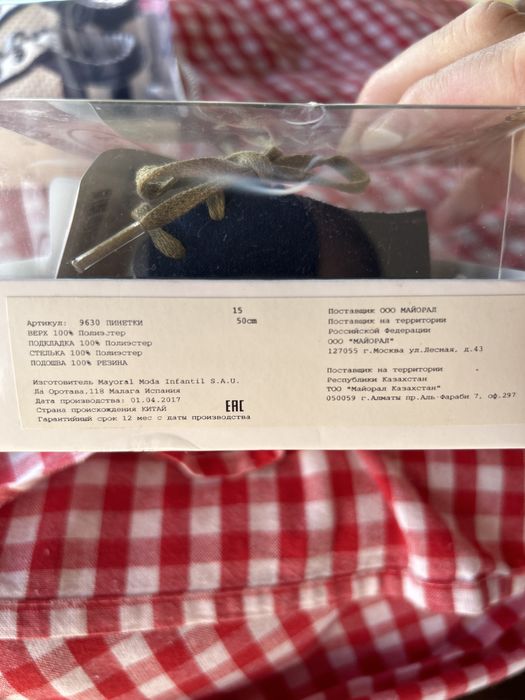 Артикул: 9630 ПИНЕТКИ
ВЕРХ 100% Полиэстер
ПОДКЛАДКА 100% Полиэстер
СТЕЛЬКА 100% Полиэстер
ПОДОШВА 100% РЕЗИНА
15
50cm
Изготовитель Mayoral Moda Infantil S.A.U.
Ла Оротава,118 Малага Испания
Дата производства: 01.04.2017
Страна происхождения КИТАЙ
Гарантийный срок 12 мес с даты производства
EAC
Поставщик ООО МАЙОРАЛ
Поставщик на территории
Российской Федерации
ООО "МАЙОРАЛ"
127055 г.Москва ул.Лесная, д.43
Поставщик на территории
Республики Казахстан
ТОО "Майорал Казахстан"
050059 г.Алматы пр.Аль-Фараби 7, оф.297